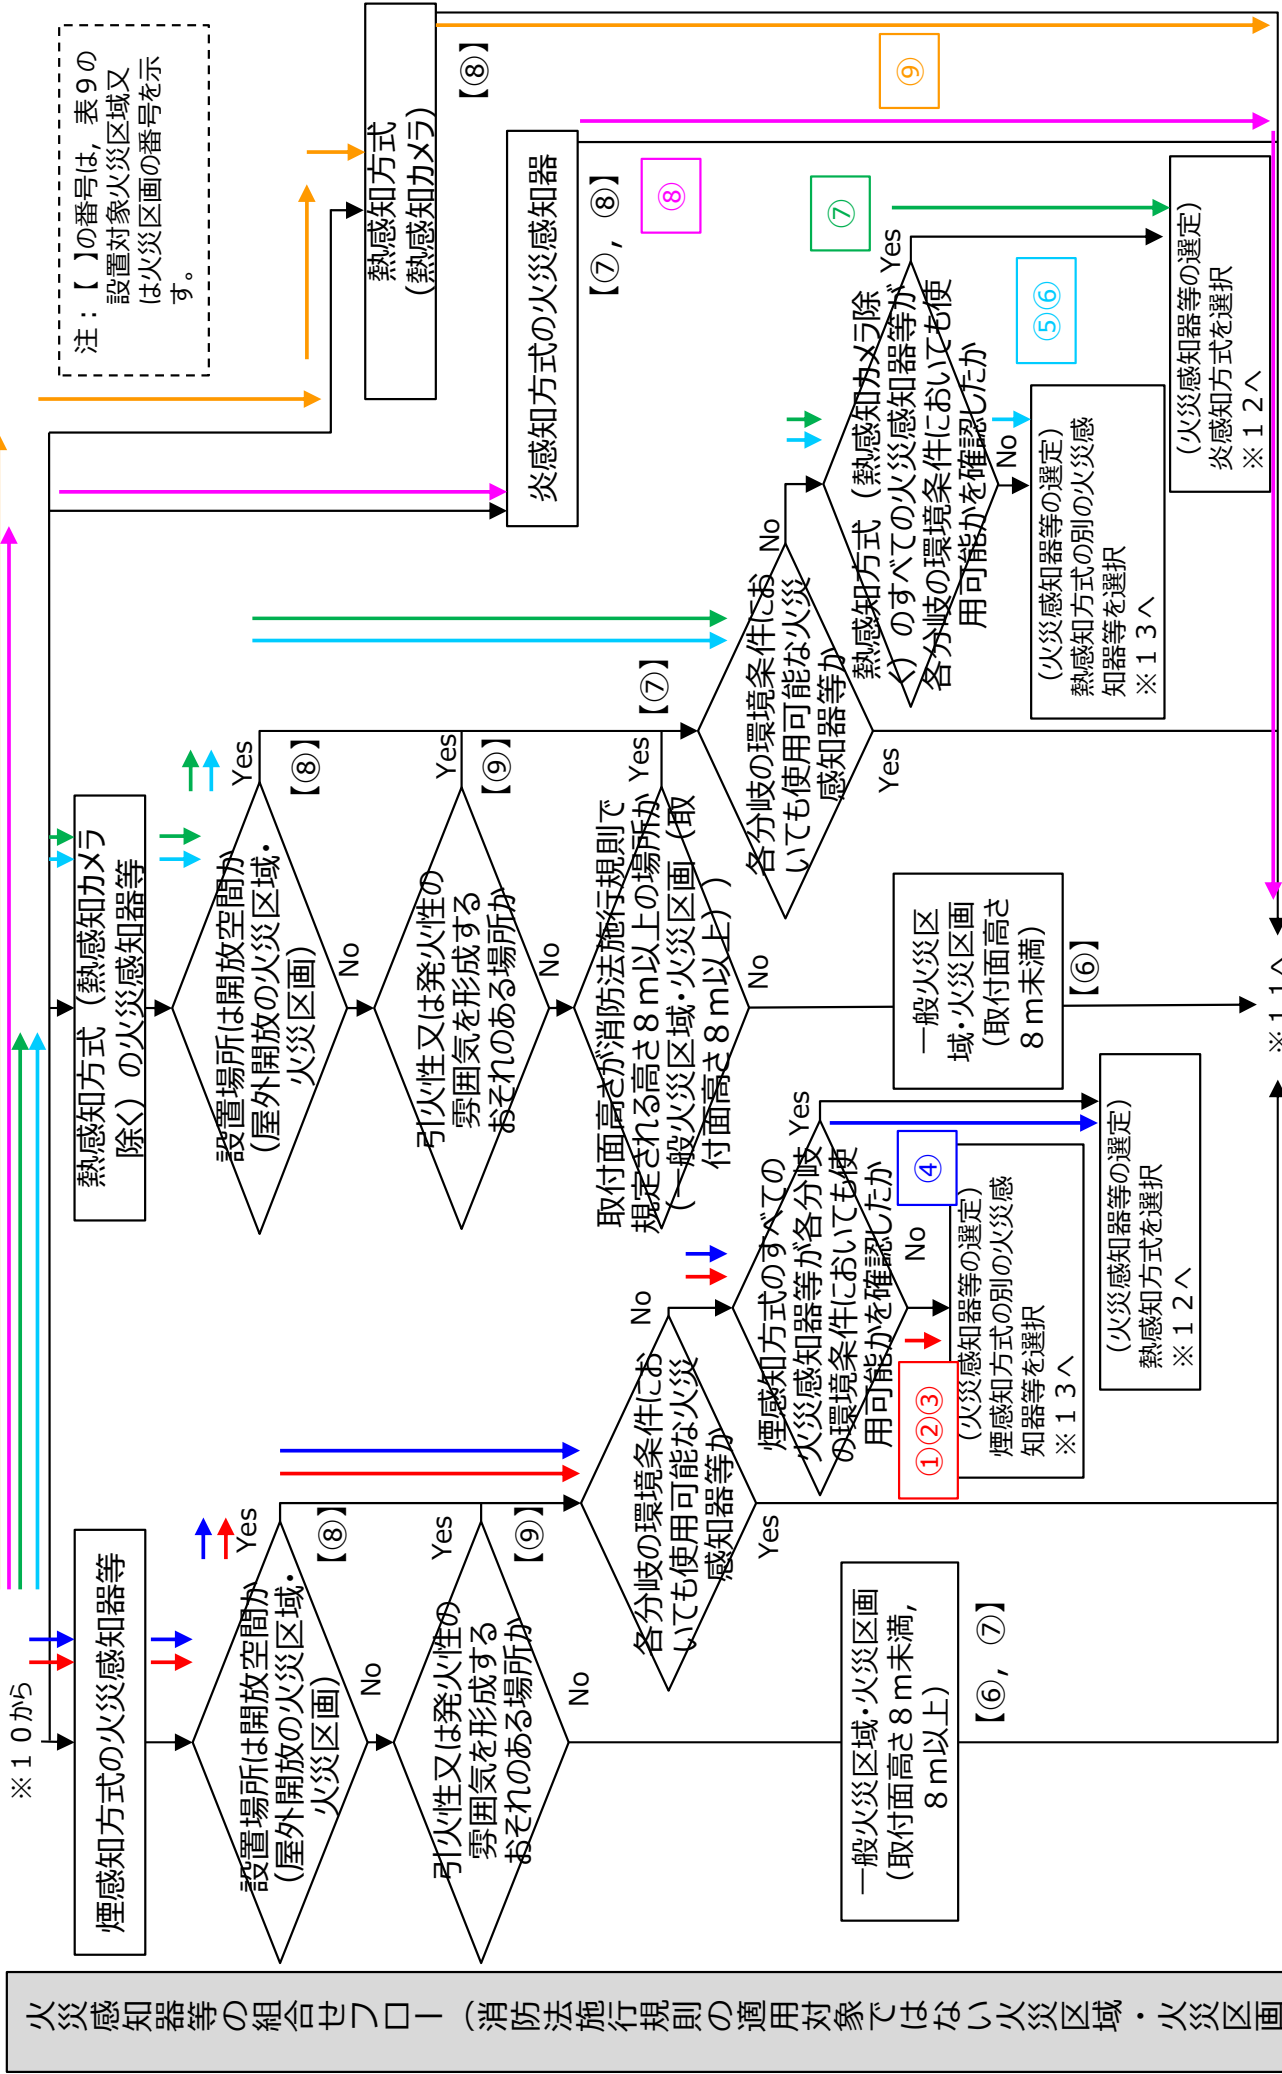 火災感知器等の組合せフロー（消防法施行規則の適用対象ではない火災区域・火災区画
※１０から
煙感知方式の火災感知器等
設置場所は開放空間か
（屋外開放の火災区域・
火災区画）
Yes
【⑧】
No
引火性又は発火性の
雰囲気を形成する
おそれのある場所か
Yes
【⑨】
No
各分岐の環境条件にお
いても使用可能な火災
感知器等か
No
Yes
煙感知方式のすべての
火災感知器等が各分岐
の環境条件においても使
用可能かを確認したか
Yes
No
④
①②③
（火災感知器等の選定）
煙感知方式の別の火災感
知器等を選択
※１３へ
（火災感知器等の選定）
熱感知方式を選択
※１２へ
一般火災区域・火災区画
（取付面高さ８ｍ未満，
８ｍ以上）
【⑥，⑦】
熱感知方式（熱感知カメラ
除く）の火災感知器等
設置場所は開放空間か
（屋外開放の火災区域・
火災区画）
Yes
【⑧】
No
引火性又は発火性の
雰囲気を形成する
おそれのある場所か
Yes
【⑨】
No
取付面高さが消防法施行規則で
規定される高さ８ｍ以上の場所か
（一般火災区域・火災区画（取
付面高さ８ｍ以上））
Yes
【⑦】
No
一般火災区
域・火災区画
（取付面高さ
８ｍ未満）
【⑥】
各分岐の環境条件にお
いても使用可能な火災
感知器等か
No
Yes
熱感知方式（熱感知カメラ除
く）のすべての火災感知器等が
各分岐の環境条件においても使
用可能かを確認したか
Yes
No
⑦
⑤⑥
（火災感知器等の選定）
熱感知方式の別の火災感
知器等を選択
※１３へ
（火災感知器等の選定）
炎感知方式を選択
※１２へ
炎感知方式の火災感知器
【⑦，⑧】
⑧
熱感知方式
（熱感知カメラ）
【⑧】
⑨
注：【　】の番号は，表９の
設置対象火災区域又
は火災区画の番号を示
す。
※１１へ